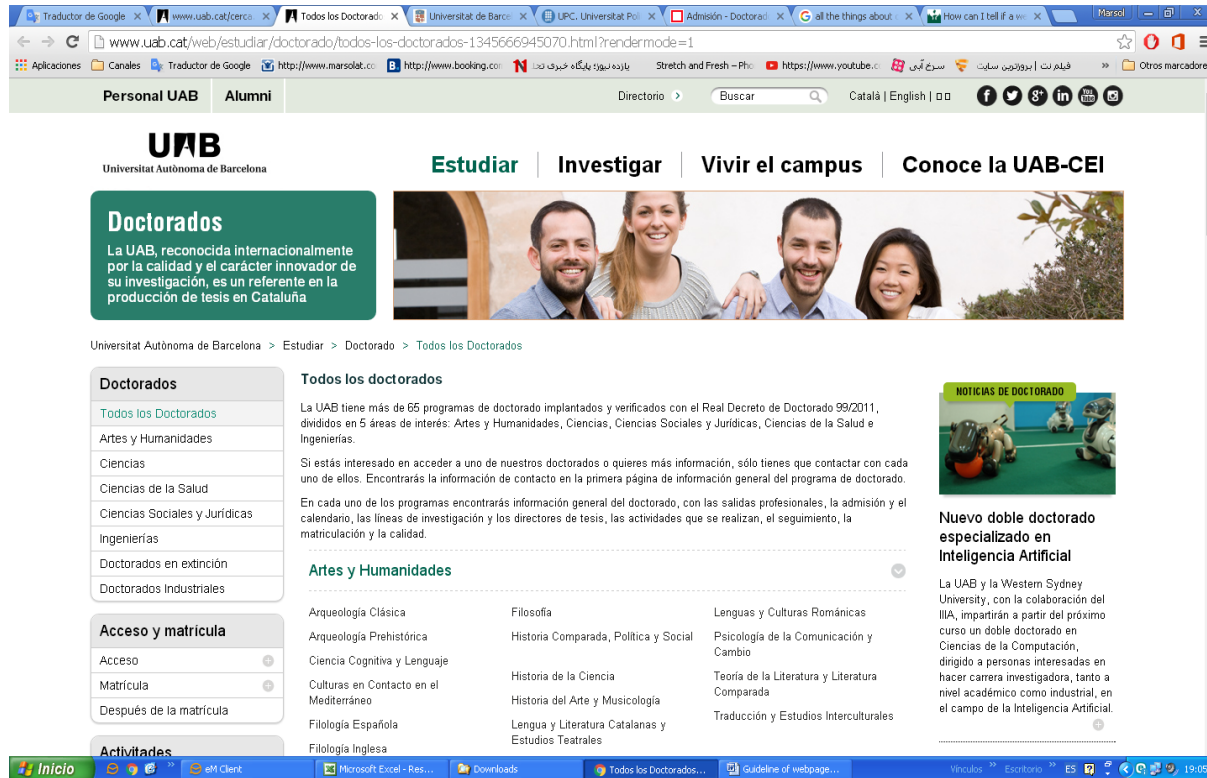 Traductor de Google
www.uab.cat/cerca
Todos los Doctorado
Universitat de Barcel
UPC. Universitat Poli
Admisión - Doctorad
all the things about
How can I tell if a we
Marsol
www.uab.cat/web/estudiar/doctorado/todos-los-doctorados-1345666945070.html?rendermode=1
Aplicaciones
Canales
Traductor de Google
http://www.marsolat.co
http://www.booking.com
یازده نیوز؛ پایگاه خبری تحا
Stretch and Fresh – Pho
https://www.youtube.c
سرخ آبی
فیلم نت | بروزترین سایت
Otros marcadores
Personal UAB
Alumni
Directorio
Buscar
Català | English |
UAB
Universitat Autònoma de Barcelona
Estudiar
Investigar
Vivir el campus
Conoce la UAB-CEI
Doctorados
La UAB, reconocida internacionalmente
por la calidad y el carácter innovador de
su investigación, es un referente en la
producción de tesis en Cataluña
Universitat Autònoma de Barcelona > Estudiar > Doctorado > Todos los Doctorados
Doctorados
Todos los Doctorados
Artes y Humanidades
Ciencias
Ciencias de la Salud
Ciencias Sociales y Jurídicas
Ingenierías
Doctorados en extinción
Doctorados Industriales
Acceso y matrícula
Acceso
Matrícula
Después de la matrícula
Activitades
Todos los doctorados
La UAB tiene más de 65 programas de doctorado implantados y verificados con el Real Decreto de Doctorado 99/2011,
divididos en 5 áreas de interés: Artes y Humanidades, Ciencias, Ciencias Sociales y Jurídicas, Ciencias de la Salud e
Ingenierías.
Si estás interesado en acceder a uno de nuestros doctorados o quieres más información, sólo tienes que contactar con cada
uno de ellos. Encontrarás la información de contacto en la primera página de información general del programa de doctorado.
En cada uno de los programas encontrarás información general del doctorado, con las salidas profesionales, la admisión y el
calendario, las líneas de investigación y los directores de tesis, las actividades que se realizan, el seguimiento, la
matriculación y la calidad.
Artes y Humanidades
Arqueología Clásica
Arqueología Prehistórica
Ciencia Cognitiva y Lenguaje
Culturas en Contacto en el
Mediterráneo
Filología Española
Filología Inglesa
Filosofía
Historia Comparada, Política y Social
Historia de la Ciencia
Historia del Arte y Musicología
Lengua y Literatura Catalanas y
Estudios Teatrales
Lenguas y Culturas Románicas
Psicología de la Comunicación y
Cambio
Teoría de la Literatura y Literatura
Comparada
Traducción y Estudios Interculturales
NOTICIAS DE DOCTORADO
Nuevo doble doctorado
especializado en
Inteligencia Artificial
La UAB y la Western Sydney
University, con la colaboración del
IIIA, impartirán a partir del próximo
curso un doble doctorado en
Ciencias de la Computación,
dirigido a personas interesadas en
hacer carrera investigadora, tanto a
nivel académico como industrial, en
el campo de la Inteligencia Artificial.
Inicio
eM Client
Microsoft Excel - Res...
Downloads
Todos los Doctorados...
Guideline of webpage...
Vínculos
Escritorio
ES
19:05